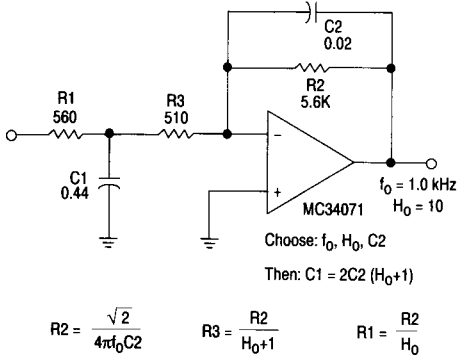 C2
0.02
R2
5.6K
R1
560
R3
510
C1
0.44
−
+
MC34071
f₀ = 1.0 kHz
H₀ = 10
Choose: f₀, H₀, C2
Then: C1 = 2C2 (H₀+1)
R2 = √2 / 4πf₀C2
R3 = R2 / H₀+1
R1 = R2 / H₀